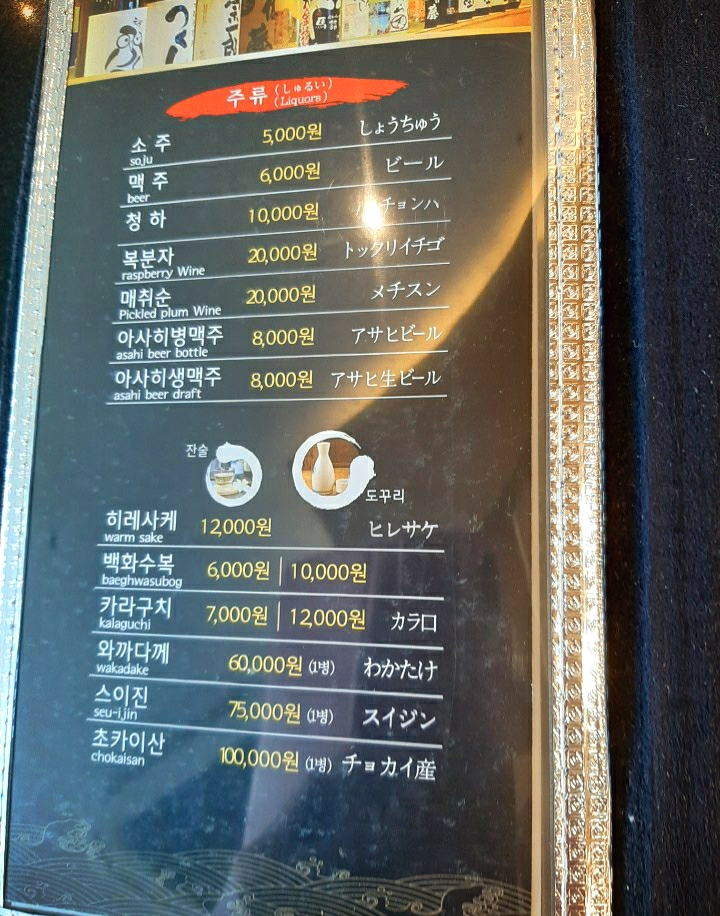 주류 (しゅるい)
(Liquors)
소 주 5,000원 しょうちゅう
soju
맥 주 6,000원 ビール
beer
청 하 10,000원 チョンハ
복분자 20,000원 トックリイチゴ
raspberry Wine
매취순 20,000원 メチスン
Pickled plum Wine
아사히병맥주 8,000원 アサヒビール
asahi beer bottle
아사히생맥주 8,000원 アサヒ生ビール
asahi beer draft
잔술
도꾸리
히레사케 12,000원 ヒレサケ
warm sake
백화수복 6,000원 | 10,000원
baeghwasubog
카라구치 7,000원 | 12,000원 カラ口
kalaguchi
와까다께 60,000원 (1병) わかたけ
wakadake
스이진 75,000원 (1병) スイジン
seu-ijin
쵸카이산 100,000원 (1병) チョカイ産
chokaisan